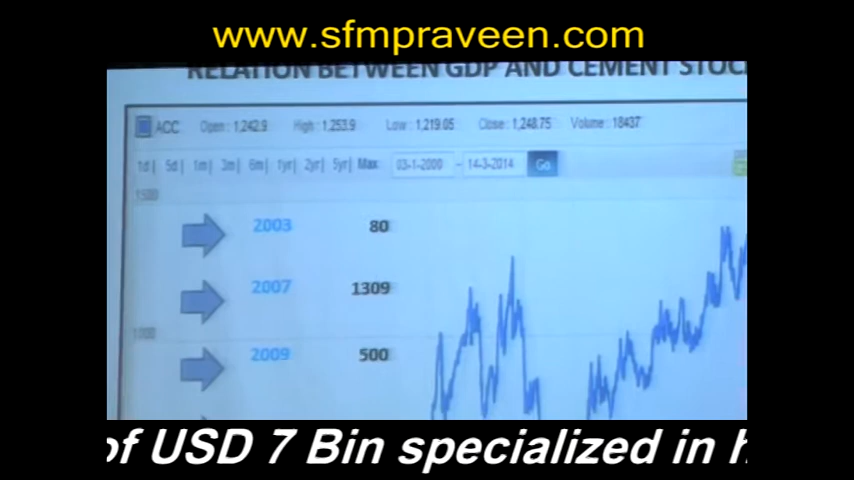 www.sfmpraveen.com
RELATION BETWEEN GDP AND CEMENT STOC
ACC Open: 1,242.9 High: 1,253.9 Low: 1,219.05 Close: 1,248.75 Volume: 18437
1d| 5d| 1m| 3m| 6m| 1yr| 2yr| 5yr| Max 03-1-2000 - 14-3-2014 Go
1500
2003 80
2007 1309
1000
2009 500
of USD 7 Bin specialized in h